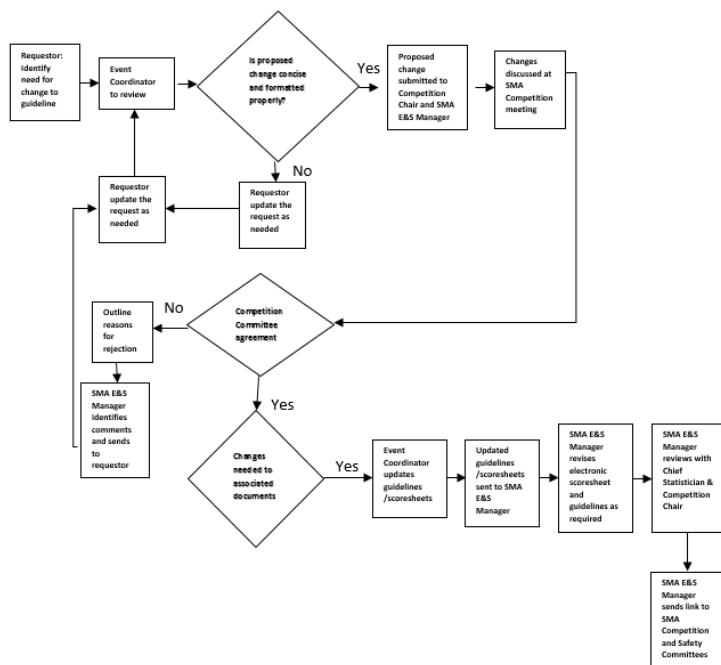 Requestor:
Identify
need for
change to
guideline
Event
Coordinator
to review
Is proposed
change concise
and formatted
properly?
Yes
Proposed
change
submitted to
Competition
Chair and SMA
E&S Manager
Changes
discussed at
SMA
Competition
meeting
No
Requestor
update the
request as
needed
Requestor
update the
request as
needed
Competition
Committee
agreement
No
Outline
reasons
for
rejection
SMA E&S
Manager
identifies
comments
and sends
to
requestor
Yes
Changes
needed to
associated
documents
Yes
Event
Coordinator
updates
guidelines
/scoresheets
Updated
guidelines
/scoresheets
sent to SMA
E&S
Manager
SMA E&S
Manager
revises
electronic
scoresheet
and
guidelines as
required
SMA E&S
Manager
reviews with
Chief
Statistician &
Competition
Chair
SMA E&S
Manager
sends link to
SMA
Competition
and Safety
Committees